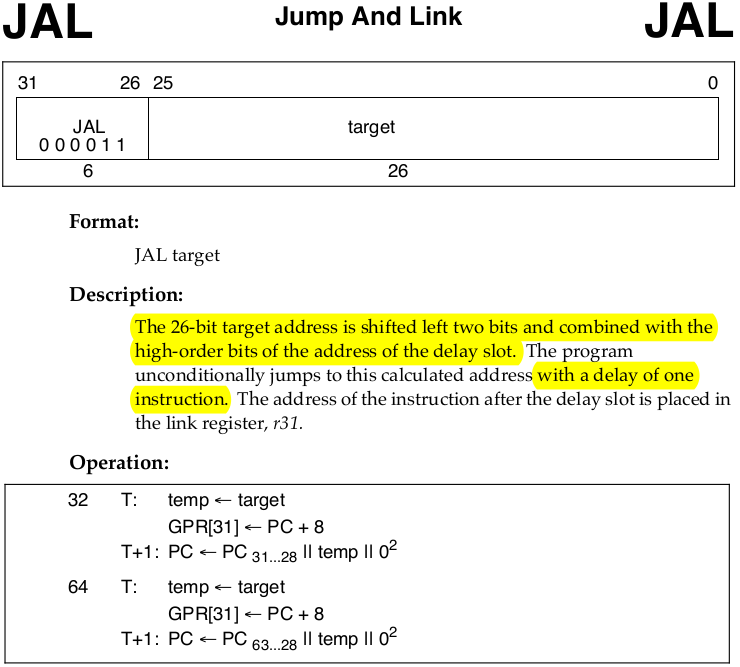 JAL Jump And Link JAL
31 26 25 0
JAL target
0 0 0 0 1 1
6 26
Format:
JAL target
Description:
The 26-bit target address is shifted left two bits and combined with the
high-order bits of the address of the delay slot. The program
unconditionally jumps to this calculated address with a delay of one
instruction. The address of the instruction after the delay slot is placed in
the link register, r31.
Operation:
32 T: temp ← target
GPR[31] ← PC + 8
T+1: PC ← PC 31...28 || temp || 0²
64 T: temp ← target
GPR[31] ← PC + 8
T+1: PC ← PC 63...28 || temp || 0²